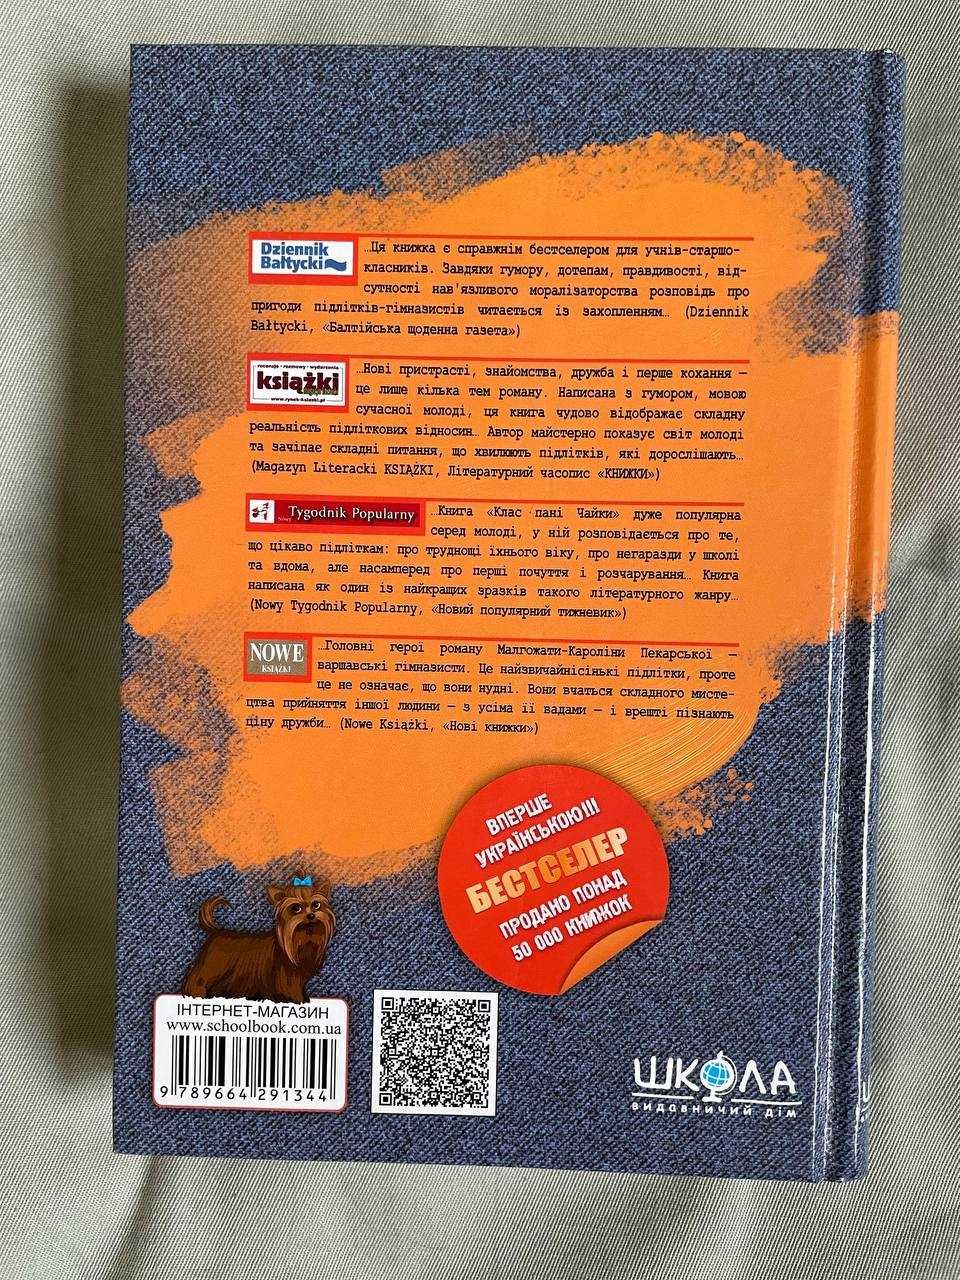 Dziennik
Bałtycki
…Ця книжка є справжнім бестселером для учнів-старшо-
класників. Завдяки гумору, дотепам, правдивості, від-
сутності нав'язливого моралізаторства розповідь про
пригоди підлітків-гімназистів читається із захопленням… (Dziennik
Bałtycki, «Балтійська щоденна газета»)
recenzje • rozmowy • wydarzenia
książki
www.rynek-ksiazki.pl
…Нові пристрасті, знайомства, дружба і перше кохання —
це лише кілька тем роману. Написана з гумором, мовою
сучасної молоді, ця книга чудово відображає складну
реальність підліткових відносин… Автор майстерно показує світ молоді
та зачіпає складні питання, що хвилюють підлітків, які дорослішають…
(Magazyn Literacki KSIĄŻKI, Літературний часопис «КНИЖКИ»)
Nowy Tygodnik Popularny
…Книга «Клас пані Чайки» дуже популярна
серед молоді, у ній розповідається про те,
що цікаво підліткам: про труднощі їхнього віку, про негаразди у школі
та вдома, але насамперед про перші почуття і розчарування… Книга
написана як один із найкращих зразків такого літературного жанру…
(Nowy Tygodnik Popularny, «Новий популярний тижневик»)
NOWE
KSIĄŻKI
…Головні герої роману Малгожати-Кароліни Пекарської —
варшавські гімназисти. Це найзвичайнісінькі підлітки, проте
це не означає, що вони нудні. Вони вчаться складного мисте-
цтва прийняття іншої людини — з усіма її вадами — і врешті пізнають
ціну дружби… (Nowe Książki, «Нові книжки»)
ВПЕРШЕ
УКРАЇНСЬКОЮ!!!
БЕСТСЕЛЕР
ПРОДАНО ПОНАД
50 000 КНИЖОК
ІНТЕРНЕТ-МАГАЗИН
www.schoolbook.com.ua
9 789664 291344
ШКОЛА
видавничий дім